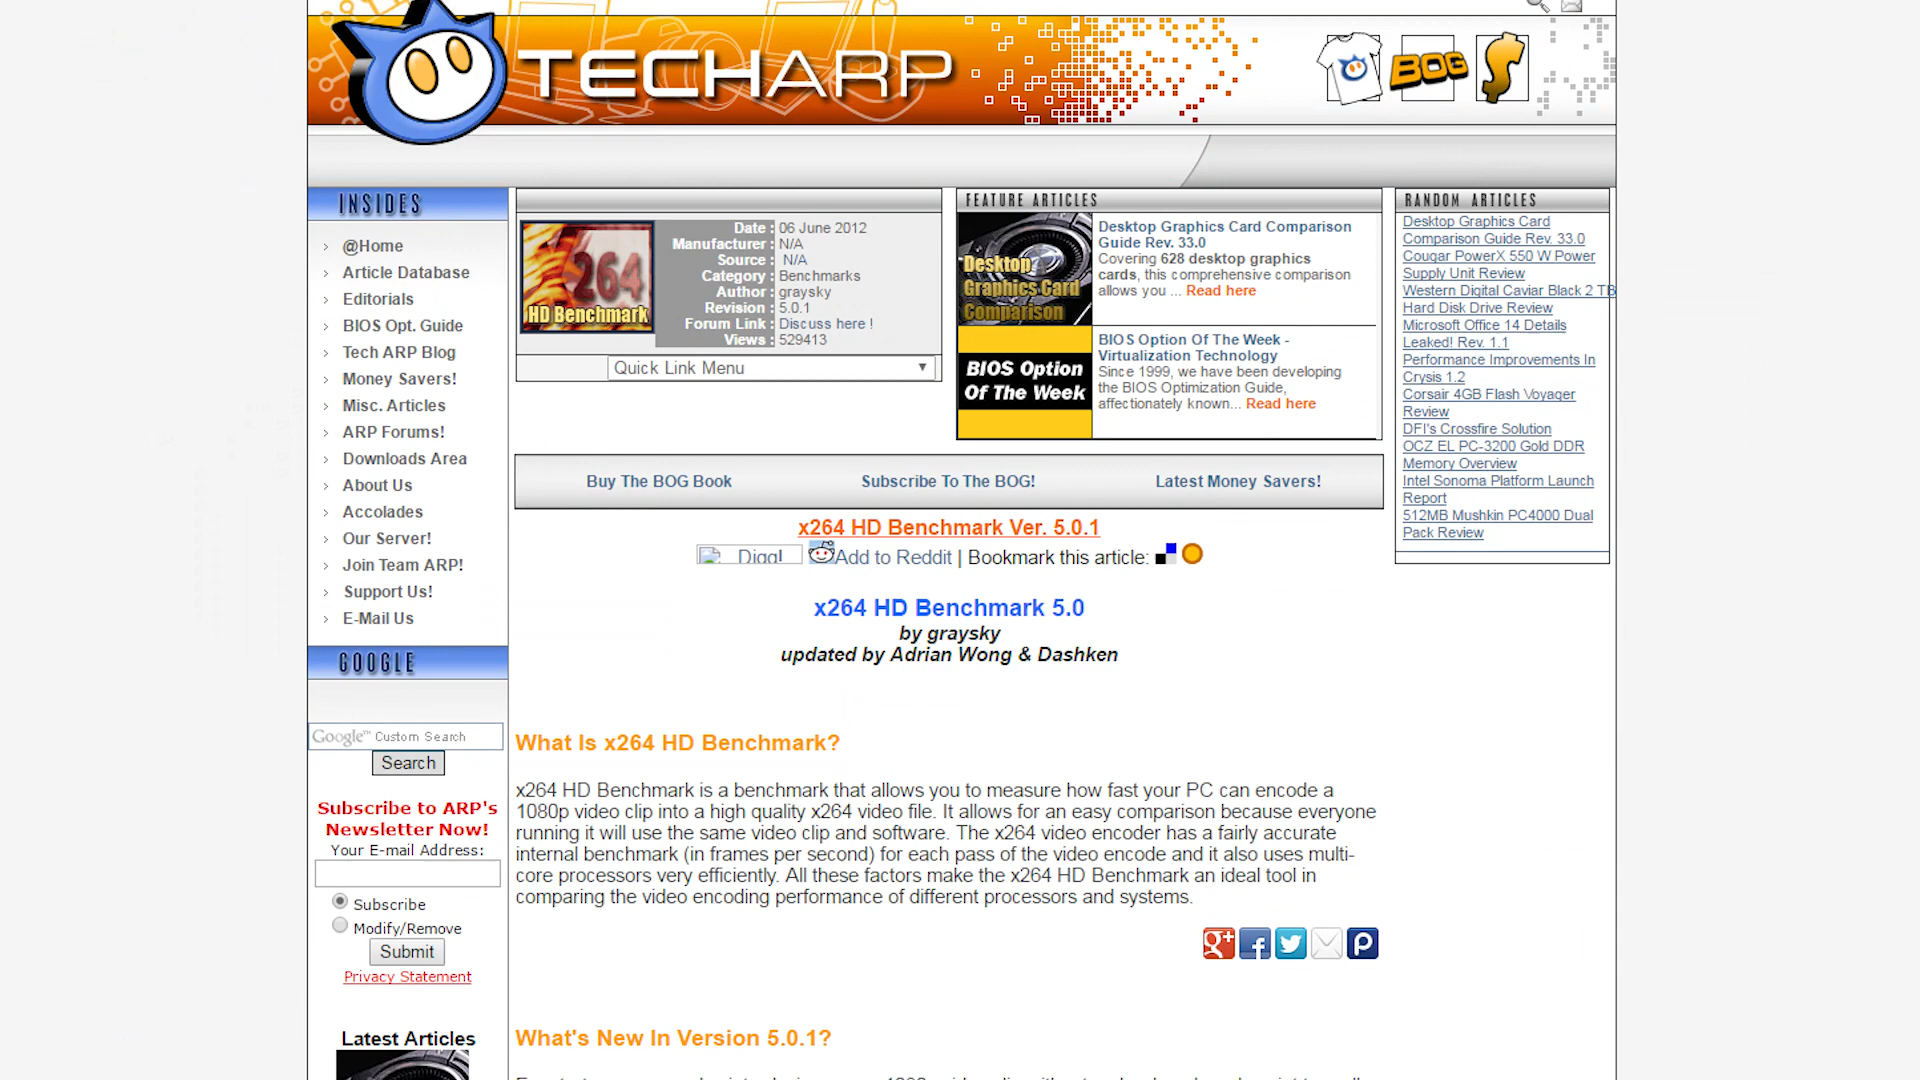 TECHARP
BOG
INSIDES
@Home
Article Database
Editorials
BIOS Opt. Guide
Tech ARP Blog
Money Savers!
Misc. Articles
ARP Forums!
Downloads Area
About Us
Accolades
Our Server!
Join Team ARP!
Support Us!
E-Mail Us
GOOGLE
Google™ Custom Search
Search
Subscribe to ARP's
Newsletter Now!
Your E-mail Address:
Subscribe
Modify/Remove
Submit
Privacy Statement
Latest Articles
264
HD Benchmark
Date : 06 June 2012
Manufacturer : N/A
Source : N/A
Category : Benchmarks
Author : graysky
Revision : 5.0.1
Forum Link : Discuss here !
Views : 529413
Quick Link Menu
FEATURE ARTICLES
Desktop
Graphics Card
Comparison
Desktop Graphics Card Comparison
Guide Rev. 33.0
Covering 628 desktop graphics
cards, this comprehensive comparison
allows you ... Read here
BIOS Option
Of The Week
BIOS Option Of The Week -
Virtualization Technology
Since 1999, we have been developing
the BIOS Optimization Guide,
affectionately known... Read here
RANDOM ARTICLES
Desktop Graphics Card
Comparison Guide Rev. 33.0
Cougar PowerX 550 W Power
Supply Unit Review
Western Digital Caviar Black 2 TB
Hard Disk Drive Review
Microsoft Office 14 Details
Leaked! Rev. 1.1
Performance Improvements In
Crysis 1.2
Corsair 4GB Flash Voyager
Review
DFI's Crossfire Solution
OCZ EL PC-3200 Gold DDR
Memory Overview
Intel Sonoma Platform Launch
Report
512MB Mushkin PC4000 Dual
Pack Review
Buy The BOG Book Subscribe To The BOG! Latest Money Savers!
x264 HD Benchmark Ver. 5.0.1
Digg! Add to Reddit | Bookmark this article:
x264 HD Benchmark 5.0
by graysky
updated by Adrian Wong & Dashken
What Is x264 HD Benchmark?
x264 HD Benchmark is a benchmark that allows you to measure how fast your PC can encode a
1080p video clip into a high quality x264 video file. It allows for an easy comparison because everyone
running it will use the same video clip and software. The x264 video encoder has a fairly accurate
internal benchmark (in frames per second) for each pass of the video encode and it also uses multi-
core processors very efficiently. All these factors make the x264 HD Benchmark an ideal tool in
comparing the video encoding performance of different processors and systems.
What's New In Version 5.0.1?